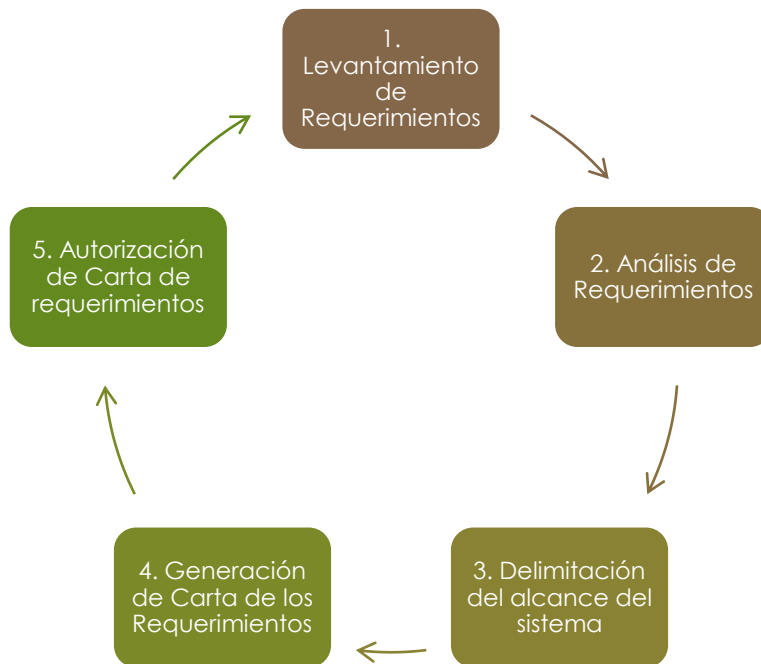 1.
Levantamiento
de
Requerimientos
2. Análisis de
Requerimientos
3. Delimitación
del alcance del
sistema
4. Generación
de Carta de los
Requerimientos
5. Autorización
de Carta de
requerimientos